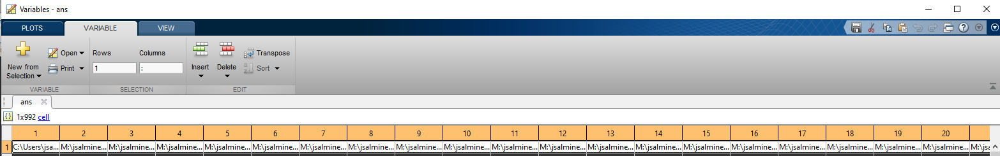 Variables - ans
PLOTS VARIABLE VIEW
New from Selection Open Print Rows Columns 1 : Insert Delete Transpose Sort
VARIABLE SELECTION EDIT
ans
{} 1x992 cell
1 2 3 4 5 6 7 8 9 10 11 12 13 14 15 16 17 18 19 20
1 C:\Users\jsa... M:\jsalmine... M:\jsalmine... M:\jsalmine... M:\jsalmine... M:\jsalmine... M:\jsalmine... M:\jsalmine... M:\jsalmine... M:\jsalmine... M:\jsalmine... M:\jsalmine... M:\jsalmine... M:\jsalmine... M:\jsalmine... M:\jsalmine... M:\jsalmine... M:\jsalmine... M:\jsalmine... M:\jsalmine... M:\jsa